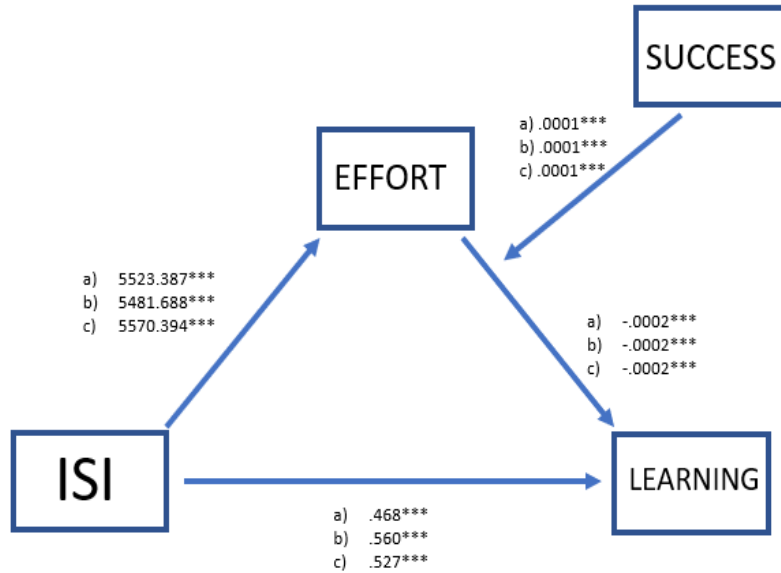 SUCCESS
a) .0001***
b) .0001***
c) .0001***
EFFORT
a) 5523.387***
b) 5481.688***
c) 5570.394***
a) -.0002***
b) -.0002***
c) -.0002***
ISI
LEARNING
a) .468***
b) .560***
c) .527***